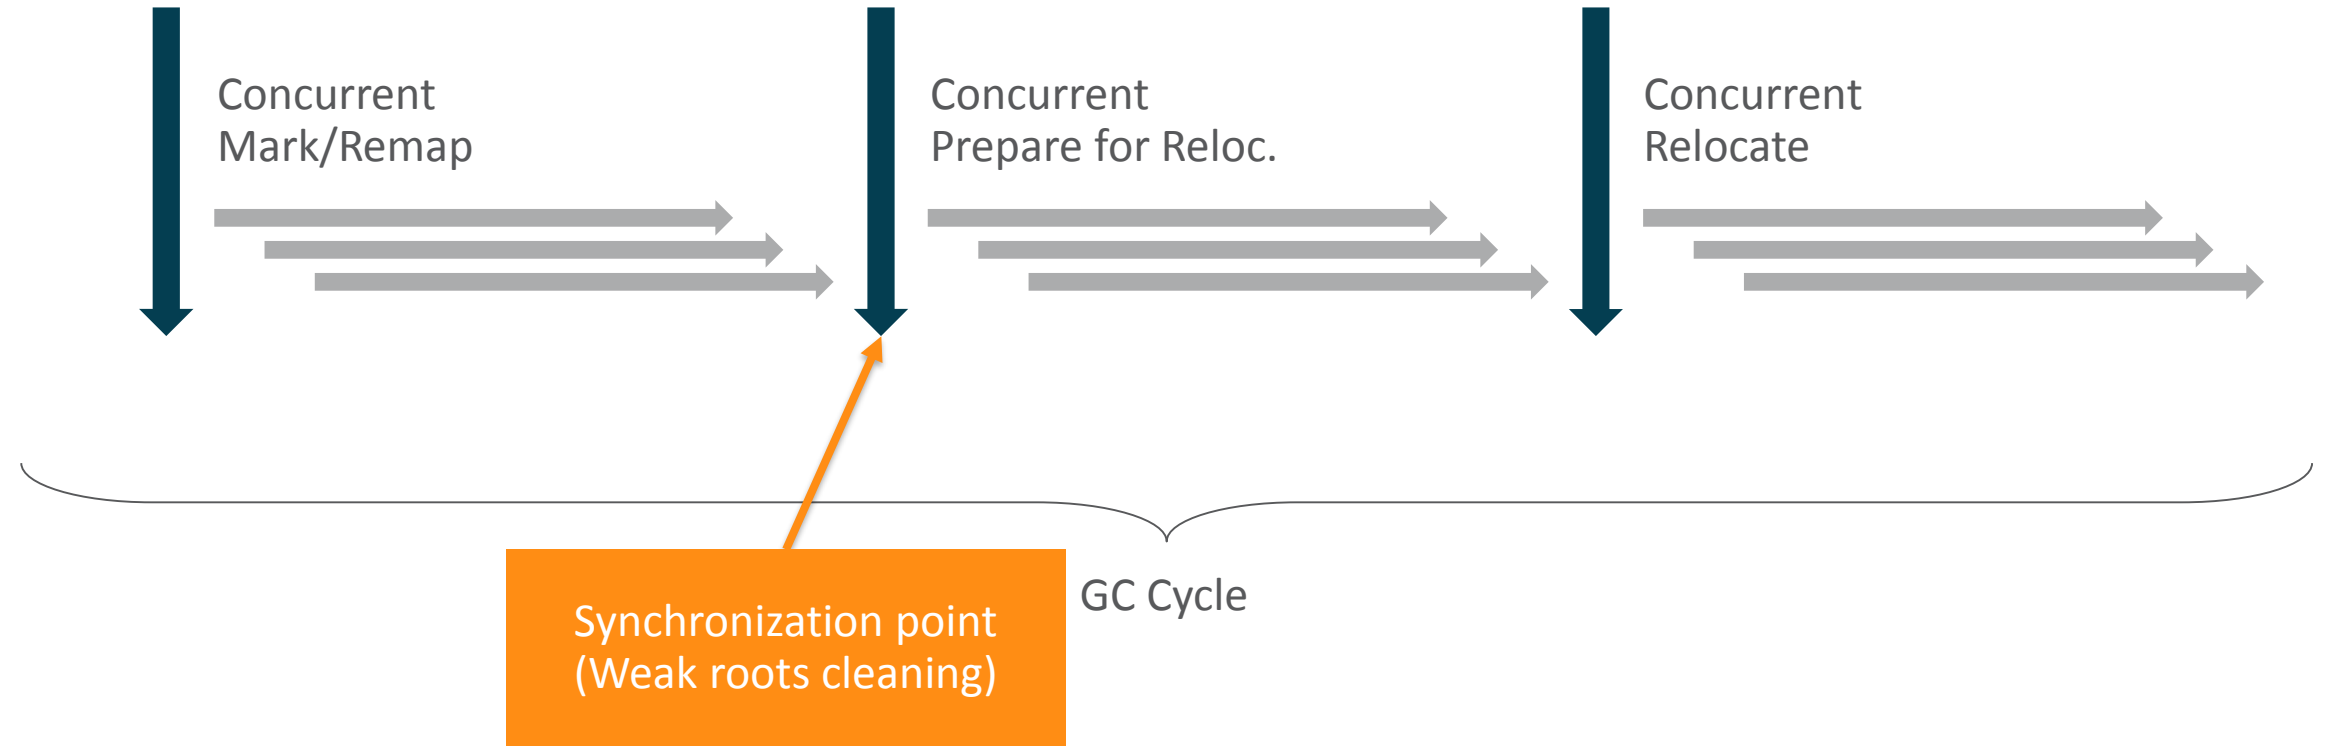 Concurrent
Mark/Remap
Concurrent
Prepare for Reloc.
Concurrent
Relocate
GC Cycle
Synchronization point
(Weak roots cleaning)